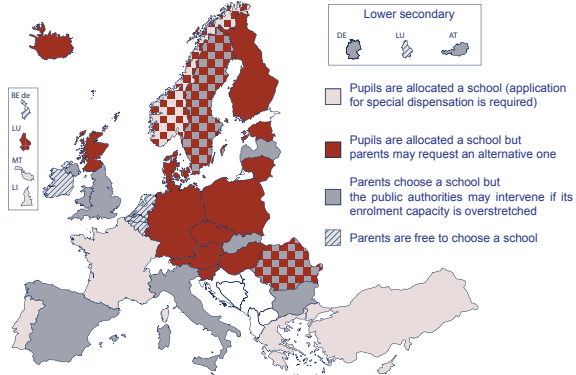 Lower secondary
DE
LU
AT
BE de
LU
MT
LI
Pupils are allocated a school (application
for special dispensation is required)
Pupils are allocated a school but
parents may request an alternative one
Parents choose a school but
the public authorities may intervene if its
enrolment capacity is overstretched
Parents are free to choose a school